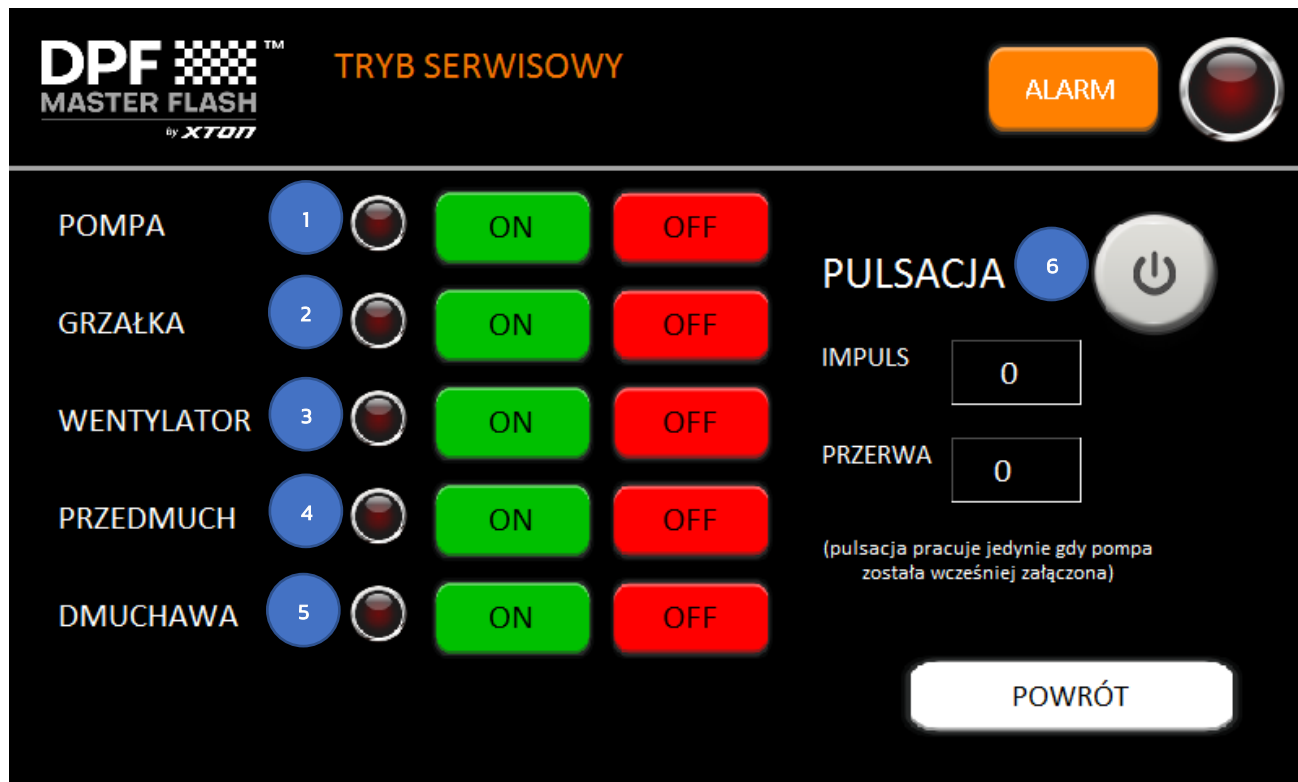 DPF ™
MASTER FLASH
By XTON
TRYB SERWISOWY
ALARM
POMPA 1 ON OFF
GRZAŁKA 2 ON OFF
WENTYLATOR 3 ON OFF
PRZEDMUCH 4 ON OFF
DMUCHAWA 5 ON OFF
PULSACJA 6
IMPULS 0
PRZERWA 0
(pulsacja pracuje jedynie gdy pompa
została wcześniej załączona)
POWRÓT